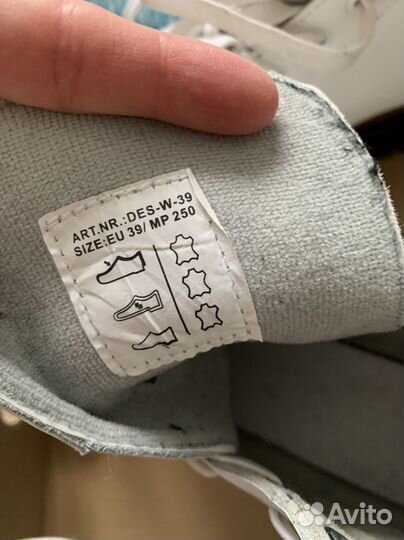 ART.NR.:DES-W-39
SIZE:EU 39/ MP 250
Avito